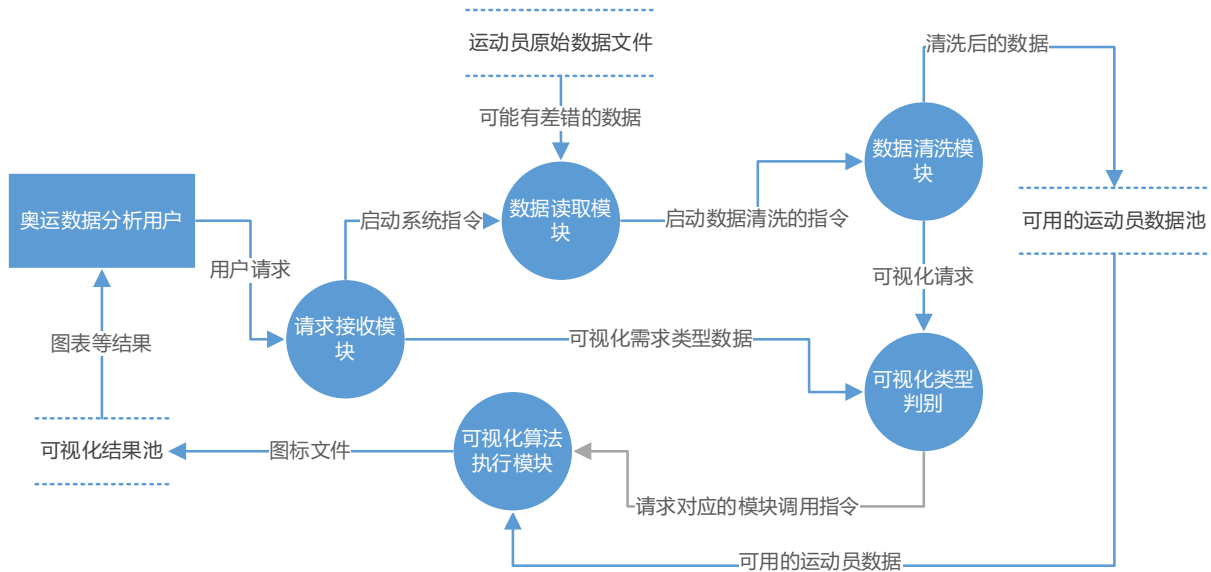 运动员原始数据文件
清洗后的数据
可能有差错的数据
数据清洗模
块
奥运数据分析用户
启动系统指令
数据读取模
块
启动数据清洗的指令
可用的运动员数据池
用户请求
可视化请求
请求接收模
块
可视化需求类型数据
图表等结果
可视化类型
判别
可视化结果池
图标文件
可视化算法
执行模块
请求对应的模块调用指令
可用的运动员数据